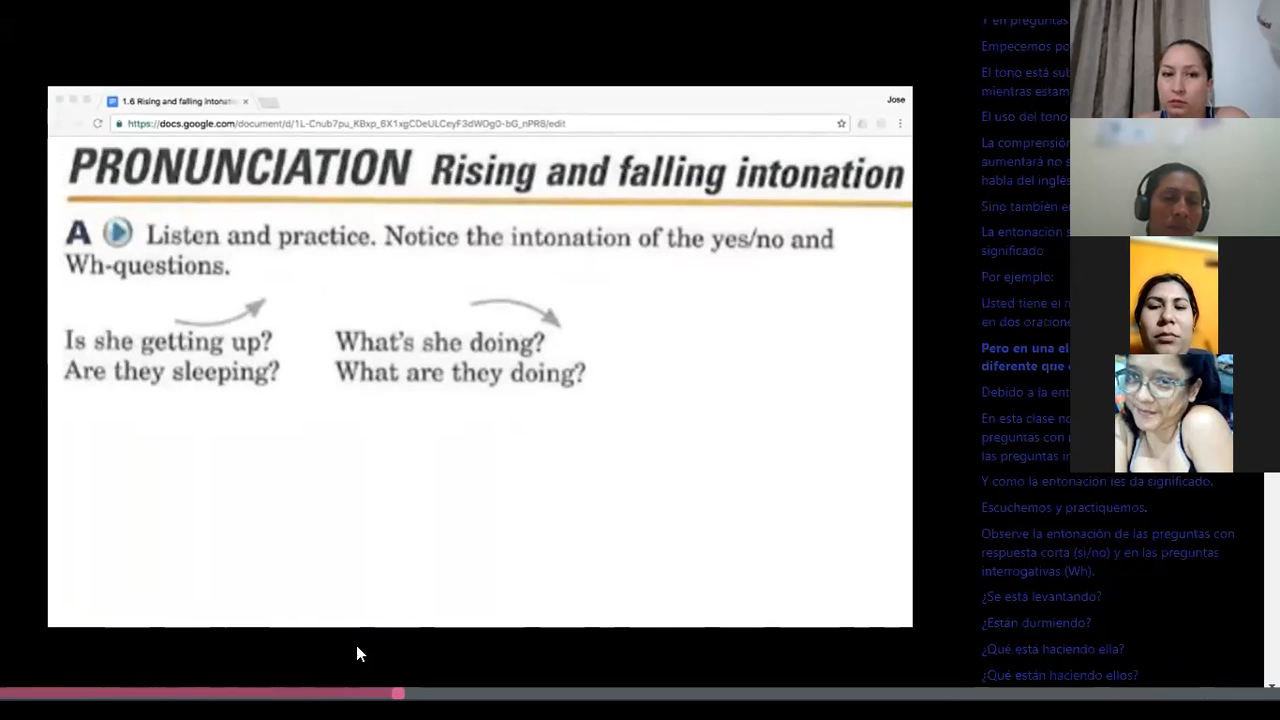 1.6 Rising and falling intonati
Jose
https://docs.google.com/document/d/1L-Cnub7pu_KBxp_6X1xgCDeULCeyF3dWOg0-bG_nPR8/edit
PRONUNCIATION Rising and falling intonation
A Listen and practice. Notice the intonation of the yes/no and
Wh-questions.
Is she getting up? What's she doing?
Are they sleeping? What are they doing?
Y en preguntas
Empecemos po
El tono está sub
mientras estam
El uso del tono
La comprensión
aumentará no s
habla del inglés
Sino también e
La entonación s
significado
Por ejemplo:
Usted tiene el m
en dos oracione
Pero en una el
diferente que
Debido a la ent
En esta clase no
preguntas con
las preguntas in
Y como la entonación les da significado.
Escuchemos y practiquemos.
Observe la entonación de las preguntas con
respuesta corta (si/no) y en las preguntas
interrogativas (Wh).
¿Se está levantando?
¿Están durmiendo?
¿Qué está haciendo ella?
¿Qué están haciendo ellos?